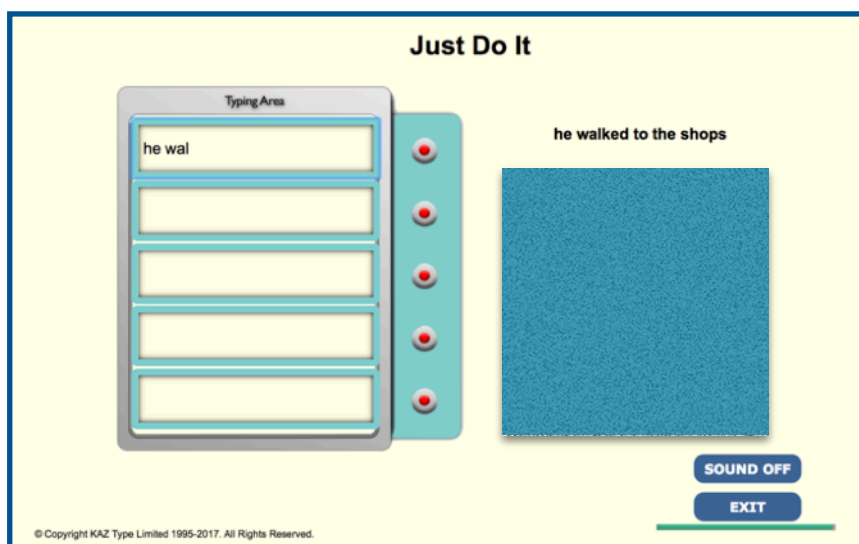 Just Do It
Typing Area
he wal
he walked to the shops
SOUND OFF
EXIT
© Copyright KAZ Type Limited 1995-2017. All Rights Reserved.